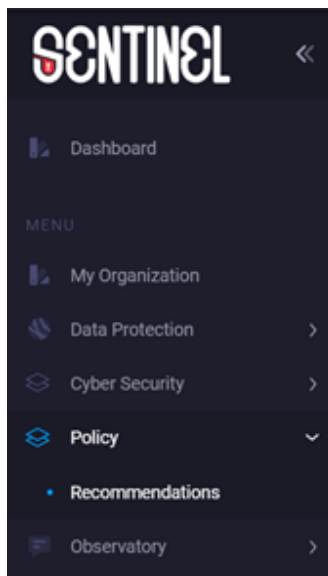 SENTINEL
Dashboard
MENU
My Organization
Data Protection
Cyber Security
Policy
Recommendations
Observatory